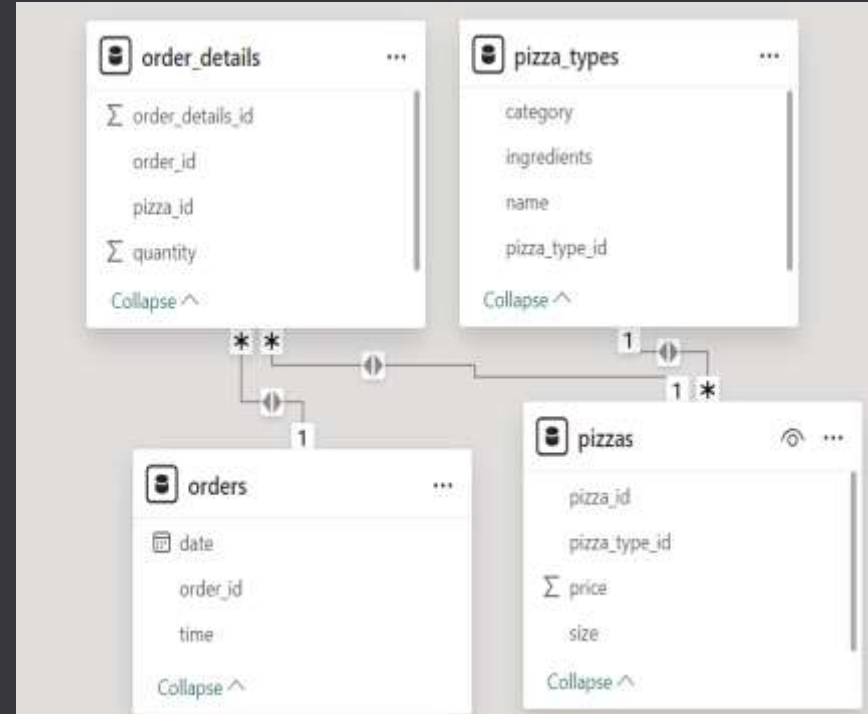 order_details
Σ order_details_id
order_id
pizza_id
Σ quantity
Collapse
pizza_types
category
ingredients
name
pizza_type_id
Collapse
* *
1
1 *
1
orders
date
order_id
time
Collapse
pizzas
pizza_id
pizza_type_id
Σ price
size
Collapse